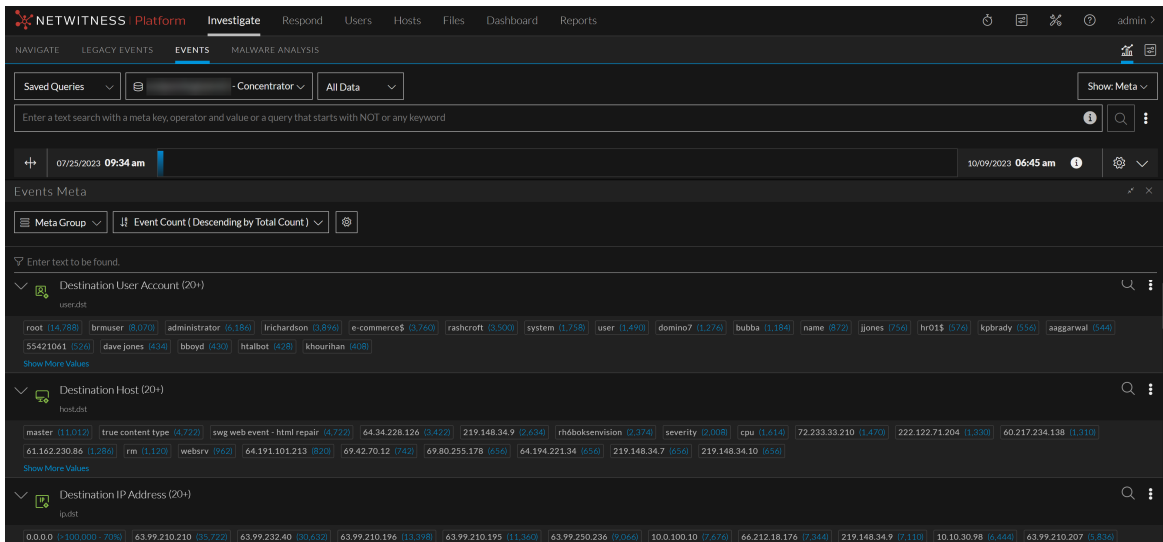 NETWITNESS | Platform Investigate Respond Users Hosts Files Dashboard Reports admin >
NAVIGATE LEGACY EVENTS EVENTS MALWARE ANALYSIS
Saved Queries - Concentrator All Data Show: Meta
Enter a text search with a meta key, operator and value or a query that starts with NOT or any keyword
07/25/2023 09:34 am 10/09/2023 06:45 am
Events Meta
Meta Group Event Count ( Descending by Total Count )
Enter text to be found.
Destination User Account (20+)
user.dst
root (14,788) brmuser (8,070) administrator (6,186) lrichardson (3,896) e-commerce$ (3,760) rashcroft (3,500) system (1,758) user (1,490) domino7 (1,276) bubba (1,184) name (872) jjones (756) hr01$ (576) kpbrady (556) aaggarwal (544)
55421061 (526) dave jones (434) bboyd (430) htalbot (428) khourihan (408)
Show More Values
Destination Host (20+)
host.dst
master (11,012) true content type (4,722) swg web event - html repair (4,722) 64.34.228.126 (3,422) 219.148.34.9 (2,634) rh6boksenvision (2,374) severity (2,008) cpu (1,614) 72.233.33.210 (1,470) 222.122.71.204 (1,330) 60.217.234.138 (1,310)
61.162.230.86 (1,286) rm (1,120) websrv (962) 64.191.101.213 (820) 69.42.70.12 (742) 69.80.255.178 (656) 64.194.221.34 (656) 219.148.34.7 (656) 219.148.34.10 (656)
Show More Values
Destination IP Address (20+)
ip.dst
0.0.0.0 (>100,000 - 70%) 63.99.210.210 (35,722) 63.99.232.40 (30,632) 63.99.210.196 (13,398) 63.99.210.195 (11,360) 63.99.250.236 (9,066) 10.0.100.10 (7,676) 66.212.18.176 (7,344) 219.148.34.9 (7,110) 10.10.30.98 (6,444) 63.99.210.207 (5,836)